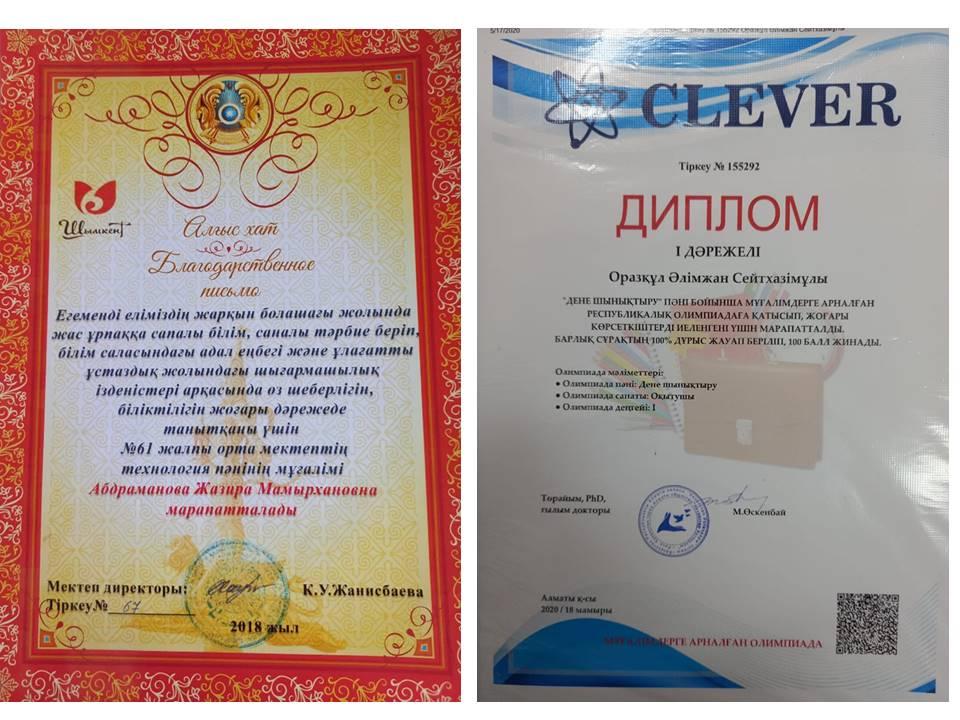 Шымкент
Алғыс хат
Благодарственное
письмо
Егеменді еліміздің жарқын болашағы жолында
жас ұрпаққа сапалы білім, саналы тәрбие беріп,
білім саласындағы адал еңбегі және ұлағатты
ұстаздық жолындағы шығармашылық
ізденістері арқасында өз шеберлігін,
біліктілігін жоғары дәрежеде
танытқаны үшін
№61 жалпы орта мектептің
технология пәнінің мұғалімі
Абдраманова Жазира Мамырхановна
марапатталады
Мектеп директоры: К.У.Жанисбаева
Тіркеу№ 67
2018 жыл
5/17/2020
CLEVER
Тіркеу № 155292
ДИПЛОМ
I ДӘРЕЖЕЛІ
Оразқұл Әлімжан Сейтхазімұлы
"ДЕНЕ ШЫНЫҚТЫРУ" ПӘНІ БОЙЫНША МҰҒАЛІМДЕРГЕ АРНАЛҒАН
РЕСПУБЛИКАЛЫҚ ОЛИМПИАДАҒА ҚАТЫСЫП, ЖОҒАРЫ
КӨРСЕТКІШТЕРДІ ИЕЛЕНГЕНІ ҮШІН МАРАПАТТАЛДЫ.
БАРЛЫҚ СҰРАҚТЫҢ 100% ДҰРЫС ЖАУАП БЕРІЛІП, 100 БАЛЛ ЖИНАДЫ.
Олимпиада мәліметтері:
● Олимпиада пәні: Дене шынықтыру
● Олимпиада санаты: Оқытушы
● Олимпиада деңгейі: I
Төрайым, PhD,
ғылым докторы
М.Өскенбай
Алматы қ-сы
2020 / 18 мамыры
МҰҒАЛІМДЕРГЕ АРНАЛҒАН ОЛИМПИАДА